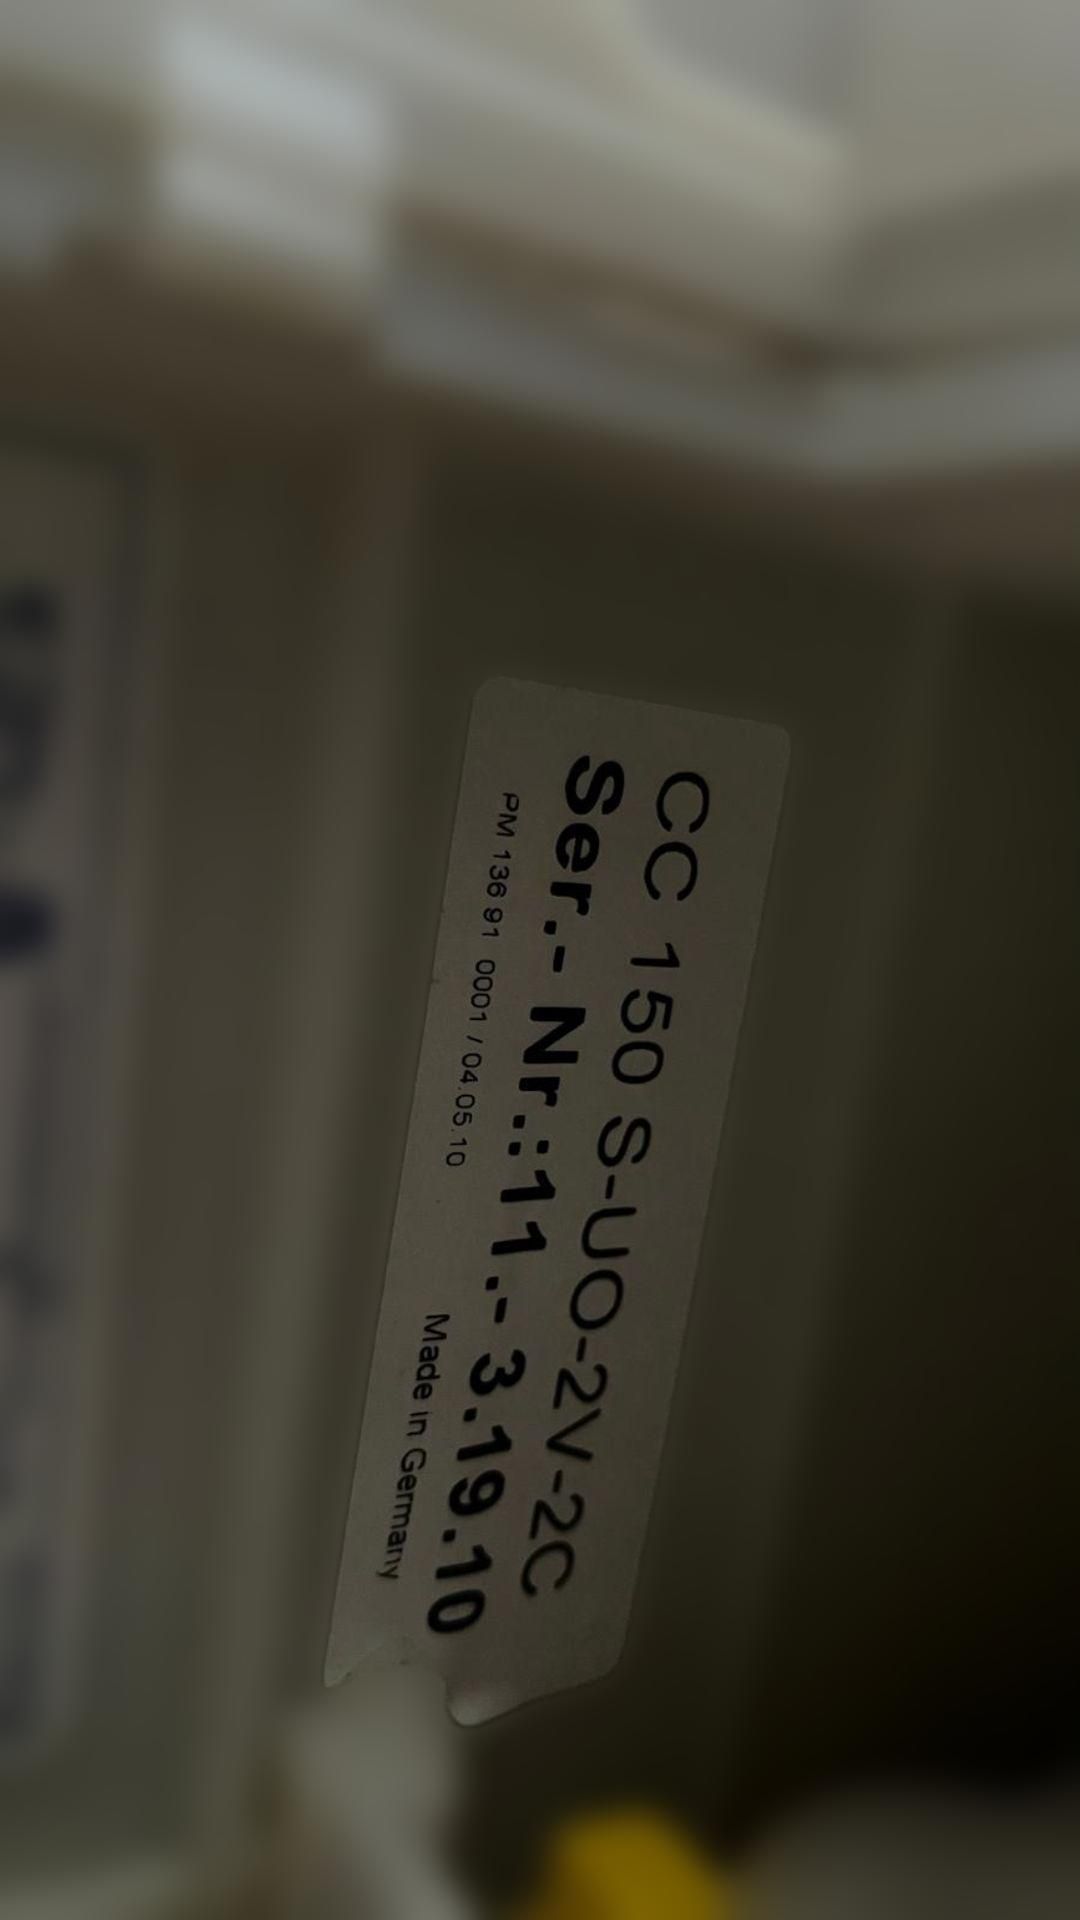 CC 150 S-UO-2V-2C
Ser.- Nr.:11.- 3.19.10
PM 136 91 0001 / 04.05.10
Made in Germany